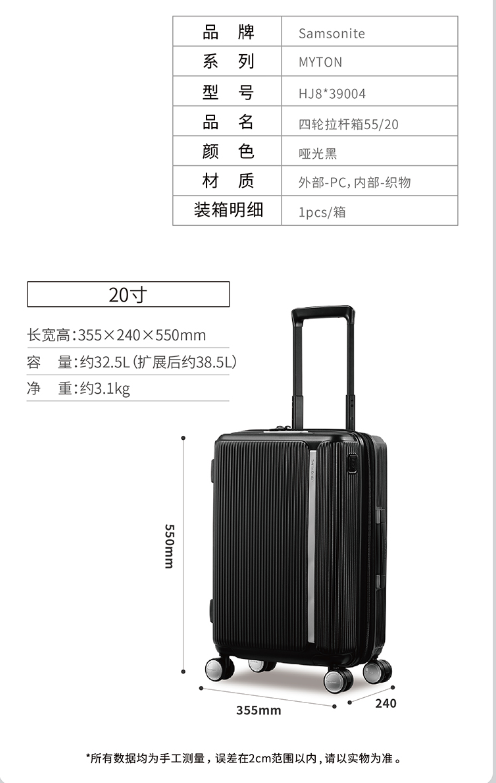 品 牌 Samsonite
系 列 MYTON
型 号 HJ8*39004
品 名 四轮拉杆箱55/20
颜 色 哑光黑
材 质 外部-PC,内部-织物
装箱明细 1pcs/箱
20寸
长宽高:355×240×550mm
容 量:约32.5L(扩展后约38.5L)
净 重:约3.1kg
550mm
355mm
240
*所有数据均为手工测量，误差在2cm范围以内,请以实物为准。